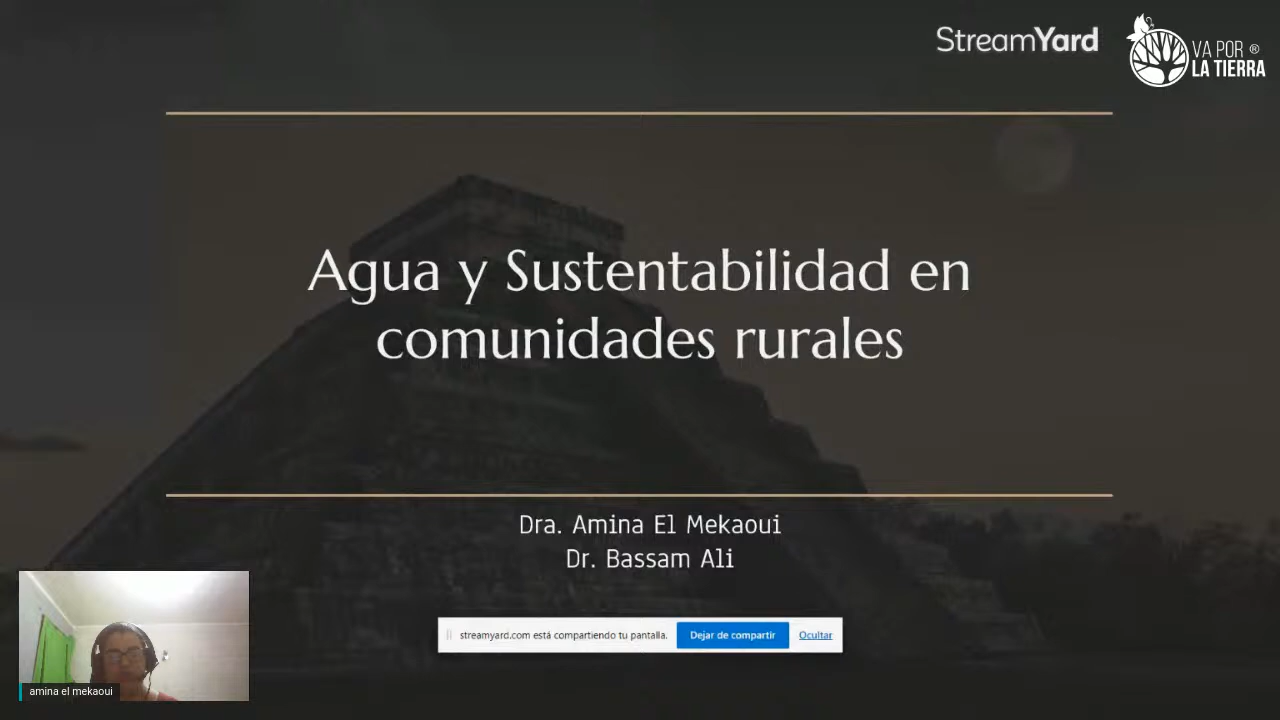 StreamYard
VA POR ®
LA TIERRA
Agua y Sustentabilidad en
comunidades rurales
Dra. Amina El Mekaoui
Dr. Bassam Ali
streamyard.com está compartiendo tu pantalla.
Dejar de compartir
Ocultar
amina el mekaoui